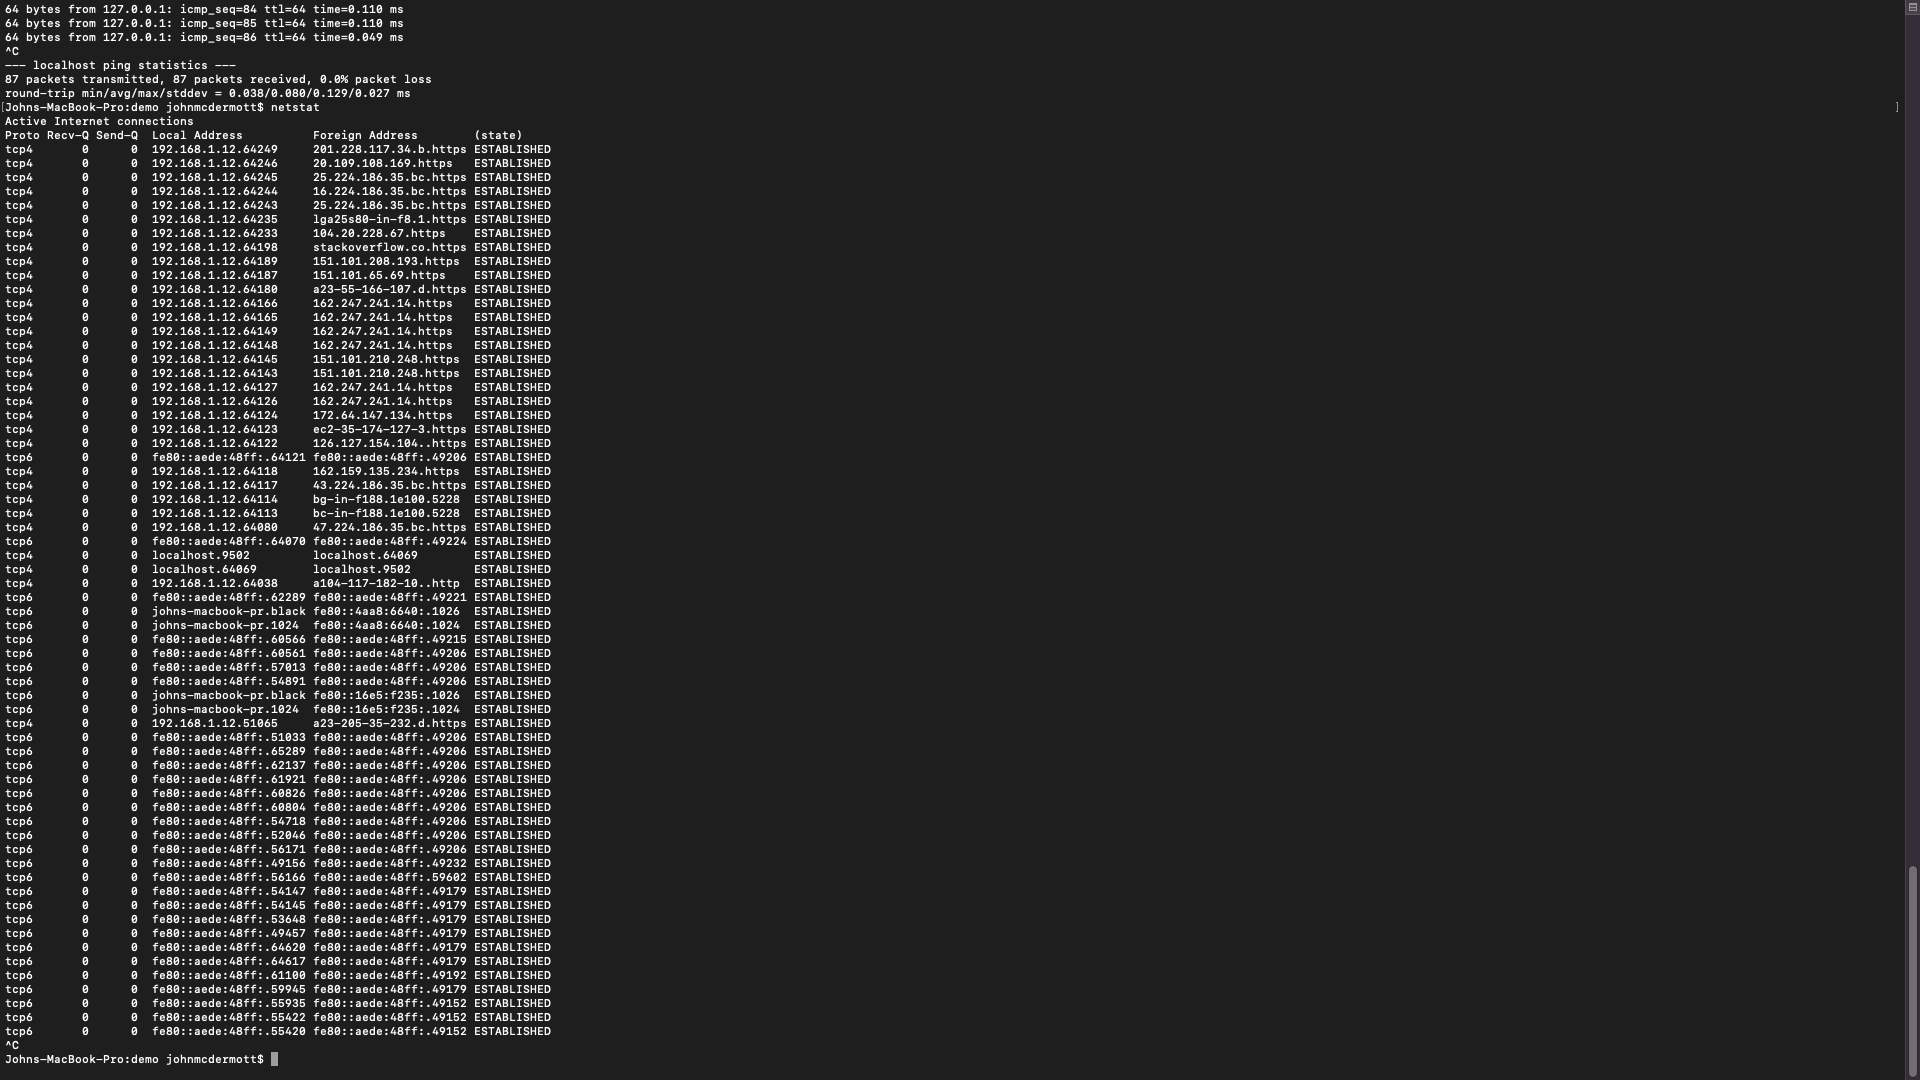 64 bytes from 127.0.0.1: icmp_seq=84 ttl=64 time=0.110 ms
64 bytes from 127.0.0.1: icmp_seq=85 ttl=64 time=0.110 ms
64 bytes from 127.0.0.1: icmp_seq=86 ttl=64 time=0.049 ms
^C
--- localhost ping statistics ---
87 packets transmitted, 87 packets received, 0.0% packet loss
round-trip min/avg/max/stddev = 0.038/0.080/0.129/0.027 ms
[Johns-MacBook-Pro:demo johnmcdermott$ netstat ]
Active Internet connections
Proto Recv-Q Send-Q  Local Address          Foreign Address        (state)
tcp4       0      0  192.168.1.12.64249     201.228.117.34.b.https ESTABLISHED
tcp4       0      0  192.168.1.12.64246     20.109.108.169.https   ESTABLISHED
tcp4       0      0  192.168.1.12.64245     25.224.186.35.bc.https ESTABLISHED
tcp4       0      0  192.168.1.12.64244     16.224.186.35.bc.https ESTABLISHED
tcp4       0      0  192.168.1.12.64243     25.224.186.35.bc.https ESTABLISHED
tcp4       0      0  192.168.1.12.64235     lga25s80-in-f8.1.https ESTABLISHED
tcp4       0      0  192.168.1.12.64233     104.20.228.67.https    ESTABLISHED
tcp4       0      0  192.168.1.12.64198     stackoverflow.co.https ESTABLISHED
tcp4       0      0  192.168.1.12.64189     151.101.208.193.https  ESTABLISHED
tcp4       0      0  192.168.1.12.64187     151.101.65.69.https    ESTABLISHED
tcp4       0      0  192.168.1.12.64180     a23-55-166-107.d.https ESTABLISHED
tcp4       0      0  192.168.1.12.64166     162.247.241.14.https   ESTABLISHED
tcp4       0      0  192.168.1.12.64165     162.247.241.14.https   ESTABLISHED
tcp4       0      0  192.168.1.12.64149     162.247.241.14.https   ESTABLISHED
tcp4       0      0  192.168.1.12.64148     162.247.241.14.https   ESTABLISHED
tcp4       0      0  192.168.1.12.64145     151.101.210.248.https  ESTABLISHED
tcp4       0      0  192.168.1.12.64143     151.101.210.248.https  ESTABLISHED
tcp4       0      0  192.168.1.12.64127     162.247.241.14.https   ESTABLISHED
tcp4       0      0  192.168.1.12.64126     162.247.241.14.https   ESTABLISHED
tcp4       0      0  192.168.1.12.64124     172.64.147.134.https   ESTABLISHED
tcp4       0      0  192.168.1.12.64123     ec2-35-174-127-3.https ESTABLISHED
tcp4       0      0  192.168.1.12.64122     126.127.154.104..https ESTABLISHED
tcp6       0      0  fe80::aede:48ff:.64121 fe80::aede:48ff:.49206 ESTABLISHED
tcp4       0      0  192.168.1.12.64118     162.159.135.234.https  ESTABLISHED
tcp4       0      0  192.168.1.12.64117     43.224.186.35.bc.https ESTABLISHED
tcp4       0      0  192.168.1.12.64114     bg-in-f188.1e100.5228  ESTABLISHED
tcp4       0      0  192.168.1.12.64113     bc-in-f188.1e100.5228  ESTABLISHED
tcp4       0      0  192.168.1.12.64080     47.224.186.35.bc.https ESTABLISHED
tcp6       0      0  fe80::aede:48ff:.64070 fe80::aede:48ff:.49224 ESTABLISHED
tcp4       0      0  localhost.9502         localhost.64069        ESTABLISHED
tcp4       0      0  localhost.64069        localhost.9502         ESTABLISHED
tcp4       0      0  192.168.1.12.64038     a104-117-182-10..http  ESTABLISHED
tcp6       0      0  fe80::aede:48ff:.62289 fe80::aede:48ff:.49221 ESTABLISHED
tcp6       0      0  johns-macbook-pr.black fe80::4aa8:6640:.1026  ESTABLISHED
tcp6       0      0  johns-macbook-pr.1024  fe80::4aa8:6640:.1024  ESTABLISHED
tcp6       0      0  fe80::aede:48ff:.60566 fe80::aede:48ff:.49215 ESTABLISHED
tcp6       0      0  fe80::aede:48ff:.60561 fe80::aede:48ff:.49206 ESTABLISHED
tcp6       0      0  fe80::aede:48ff:.57013 fe80::aede:48ff:.49206 ESTABLISHED
tcp6       0      0  fe80::aede:48ff:.54891 fe80::aede:48ff:.49206 ESTABLISHED
tcp6       0      0  johns-macbook-pr.black fe80::16e5:f235:.1026  ESTABLISHED
tcp6       0      0  johns-macbook-pr.1024  fe80::16e5:f235:.1024  ESTABLISHED
tcp4       0      0  192.168.1.12.51065     a23-205-35-232.d.https ESTABLISHED
tcp6       0      0  fe80::aede:48ff:.51033 fe80::aede:48ff:.49206 ESTABLISHED
tcp6       0      0  fe80::aede:48ff:.65289 fe80::aede:48ff:.49206 ESTABLISHED
tcp6       0      0  fe80::aede:48ff:.62137 fe80::aede:48ff:.49206 ESTABLISHED
tcp6       0      0  fe80::aede:48ff:.61921 fe80::aede:48ff:.49206 ESTABLISHED
tcp6       0      0  fe80::aede:48ff:.60826 fe80::aede:48ff:.49206 ESTABLISHED
tcp6       0      0  fe80::aede:48ff:.60804 fe80::aede:48ff:.49206 ESTABLISHED
tcp6       0      0  fe80::aede:48ff:.54718 fe80::aede:48ff:.49206 ESTABLISHED
tcp6       0      0  fe80::aede:48ff:.52046 fe80::aede:48ff:.49206 ESTABLISHED
tcp6       0      0  fe80::aede:48ff:.56171 fe80::aede:48ff:.49206 ESTABLISHED
tcp6       0      0  fe80::aede:48ff:.49156 fe80::aede:48ff:.49232 ESTABLISHED
tcp6       0      0  fe80::aede:48ff:.56166 fe80::aede:48ff:.59602 ESTABLISHED
tcp6       0      0  fe80::aede:48ff:.54147 fe80::aede:48ff:.49179 ESTABLISHED
tcp6       0      0  fe80::aede:48ff:.54145 fe80::aede:48ff:.49179 ESTABLISHED
tcp6       0      0  fe80::aede:48ff:.53648 fe80::aede:48ff:.49179 ESTABLISHED
tcp6       0      0  fe80::aede:48ff:.49457 fe80::aede:48ff:.49179 ESTABLISHED
tcp6       0      0  fe80::aede:48ff:.64620 fe80::aede:48ff:.49179 ESTABLISHED
tcp6       0      0  fe80::aede:48ff:.64617 fe80::aede:48ff:.49179 ESTABLISHED
tcp6       0      0  fe80::aede:48ff:.61100 fe80::aede:48ff:.49192 ESTABLISHED
tcp6       0      0  fe80::aede:48ff:.59945 fe80::aede:48ff:.49179 ESTABLISHED
tcp6       0      0  fe80::aede:48ff:.55935 fe80::aede:48ff:.49152 ESTABLISHED
tcp6       0      0  fe80::aede:48ff:.55422 fe80::aede:48ff:.49152 ESTABLISHED
tcp6       0      0  fe80::aede:48ff:.55420 fe80::aede:48ff:.49152 ESTABLISHED
^C
Johns-MacBook-Pro:demo johnmcdermott$